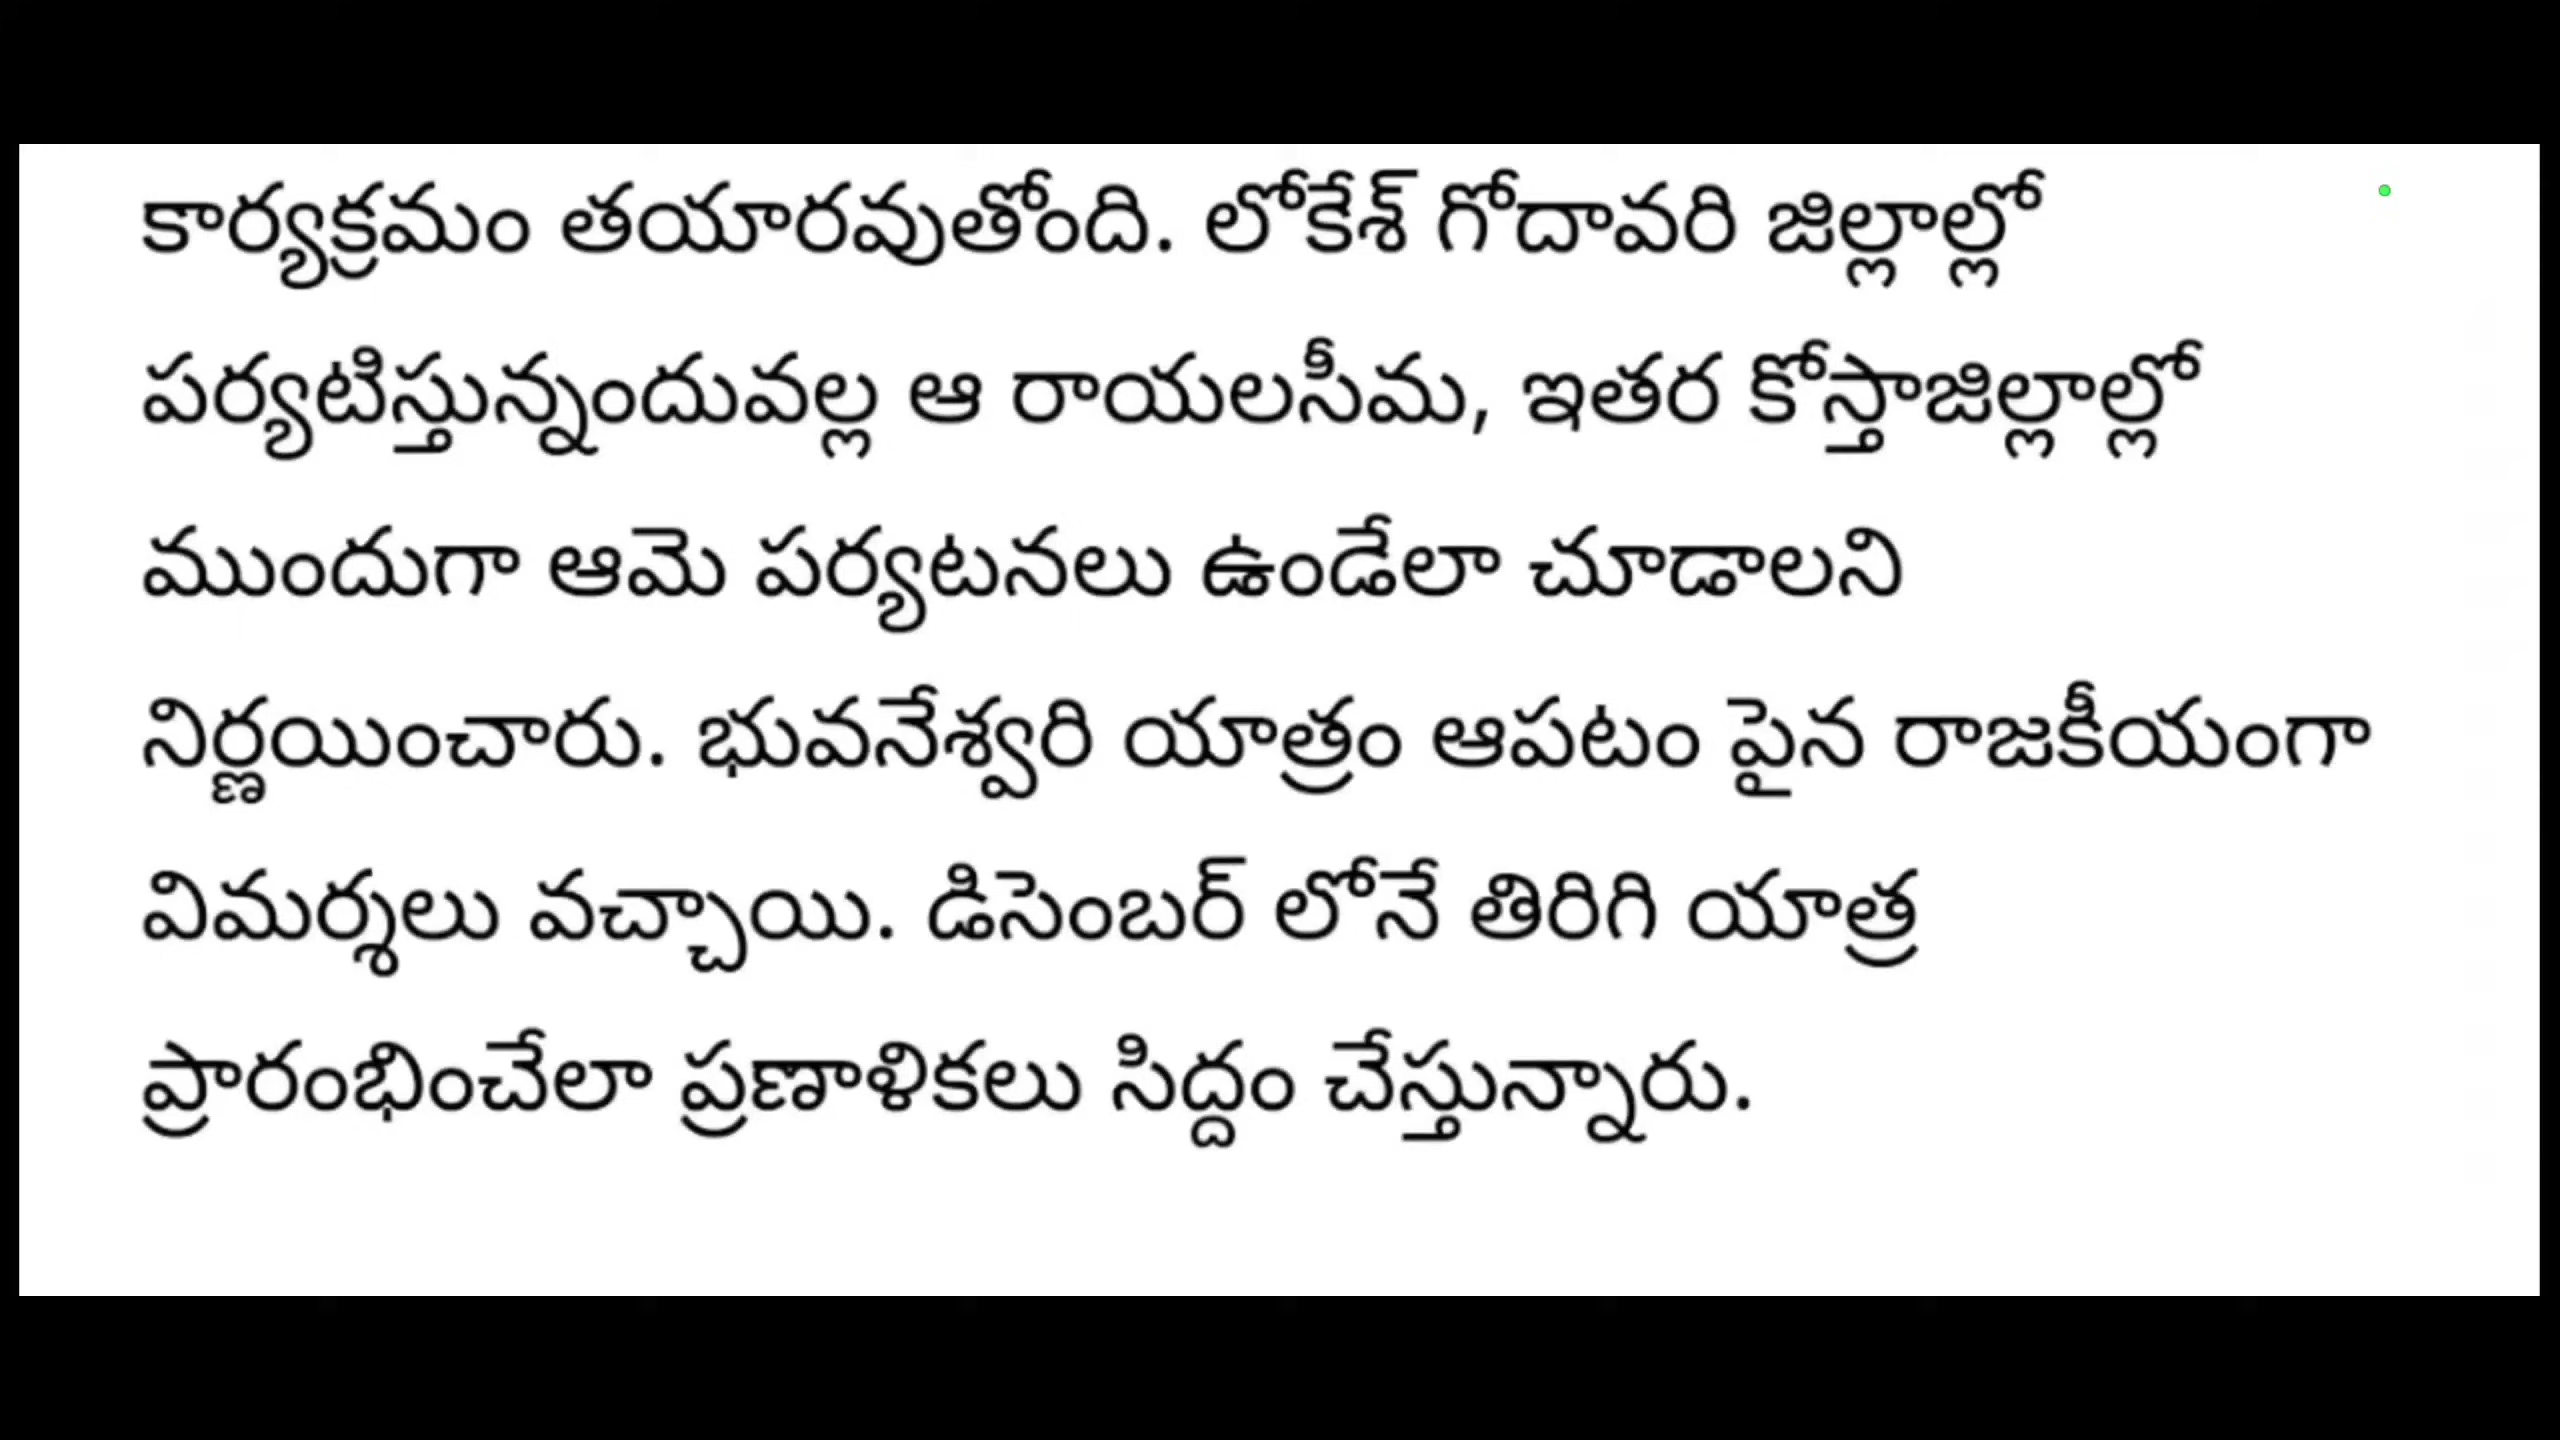 కార్యక్రమం తయారవుతోంది. లోకేశ్ గోదావరి జిల్లాల్లో
పర్యటిస్తున్నందువల్ల ఆ రాయలసీమ, ఇతర కోస్తాజిల్లాల్లో
ముందుగా ఆమె పర్యటనలు ఉండేలా చూడాలని
నిర్ణయించారు. భువనేశ్వరి యాత్రం ఆపటం పైన రాజకీయంగా
విమర్శలు వచ్చాయి. డిసెంబర్ లోనే తిరిగి యాత్ర
ప్రారంభించేలా ప్రణాళికలు సిద్దం చేస్తున్నారు.